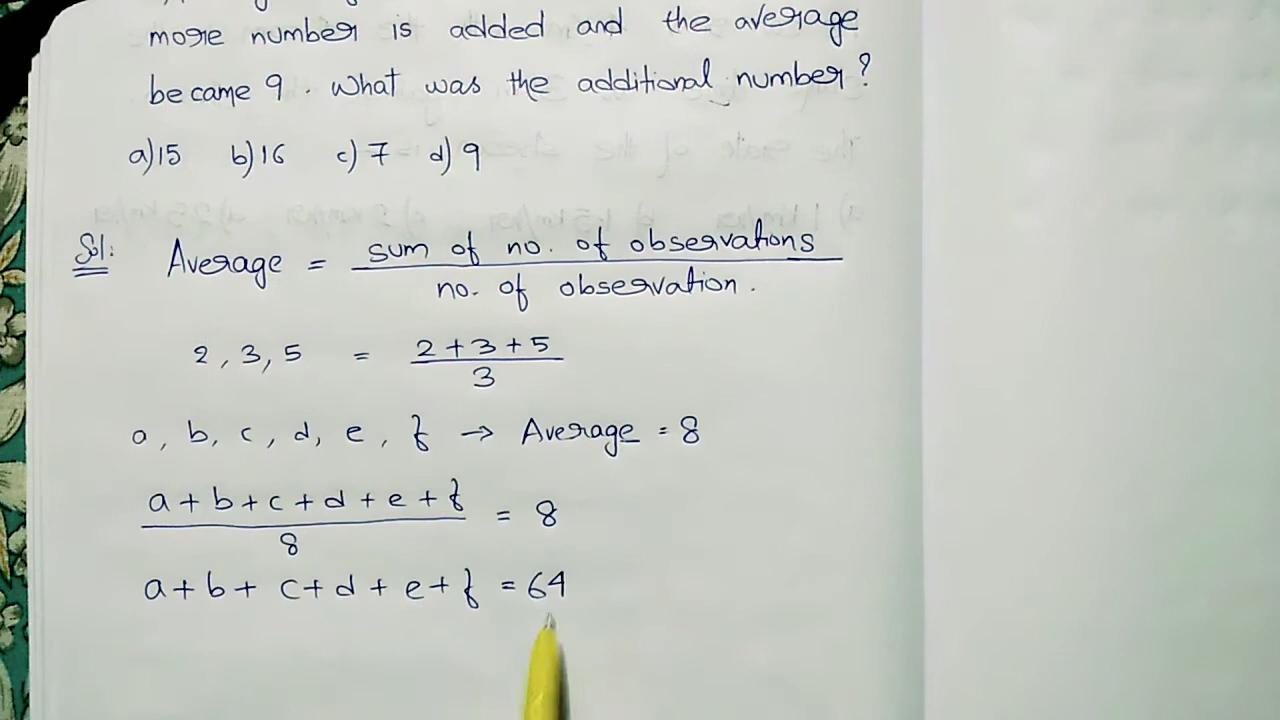 more number is added and the average
became 9. What was the additional number?
a) 15 b) 16 c) 7 d) 9
Sol: Average = sum of no. of observations
no. of observation.
2, 3, 5 = 2+3+5
3
a, b, c, d, e, f → Average = 8
a+b+c+d+e+f = 8
8
a+b+c+d+e+f = 64